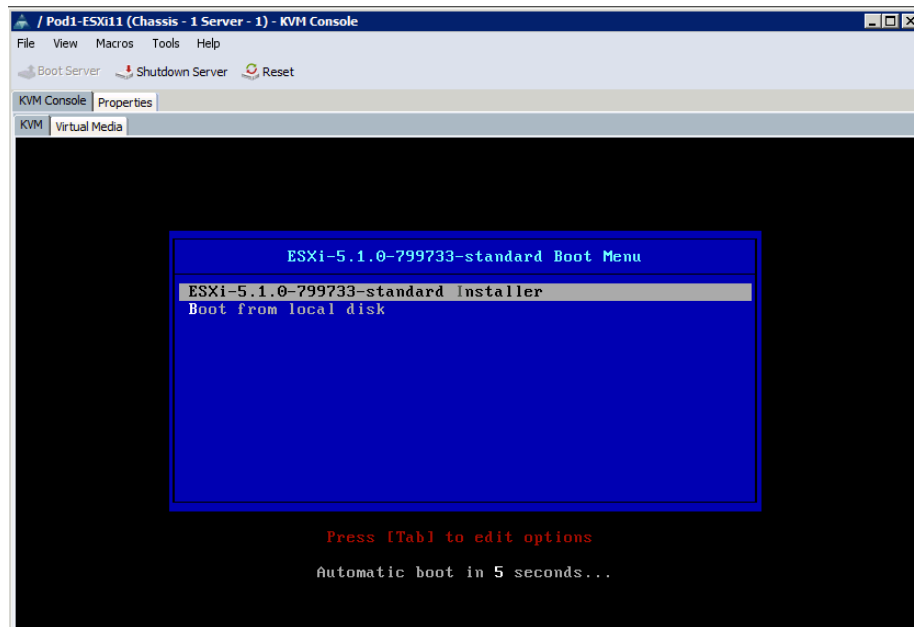 / Pod1-ESXi11 (Chassis - 1 Server - 1) - KVM Console
File View Macros Tools Help
Boot Server Shutdown Server Reset
KVM Console Properties
KVM Virtual Media
ESXi-5.1.0-799733-standard Boot Menu
ESXi-5.1.0-799733-standard Installer
Boot from local disk
Press [Tab] to edit options
Automatic boot in 5 seconds...